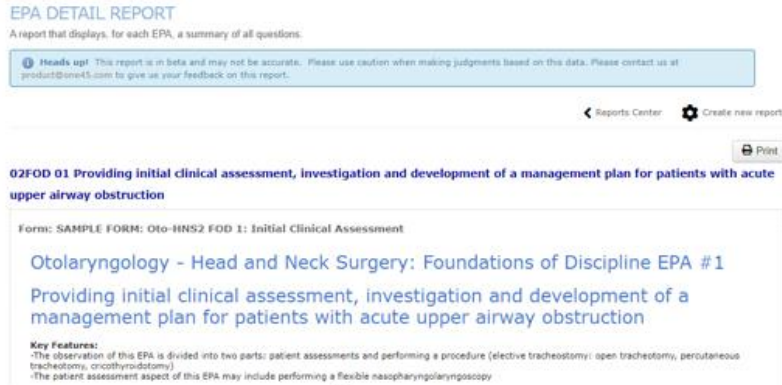 EPA DETAIL REPORT
A report that displays, for each EPA, a summary of all questions.
Heads up! This report is in beta and may not be accurate. Please use caution when making judgments based on this data. Please contact us at
product@one45.com to give us your feedback on this report.
Reports Center Create new report
Print
02FOD 01 Providing initial clinical assessment, investigation and development of a management plan for patients with acute
upper airway obstruction
Form: SAMPLE FORM: Oto-HNS2 FOD 1: Initial Clinical Assessment
Otolaryngology - Head and Neck Surgery: Foundations of Discipline EPA #1
Providing initial clinical assessment, investigation and development of a
management plan for patients with acute upper airway obstruction
Key Features:
-The observation of this EPA is divided into two parts: patient assessments and performing a procedure (elective tracheostomy: open tracheotomy, percutaneous
tracheotomy, cricothyroidotomy)
-The patient assessment aspect of this EPA may include performing a flexible nasopharyngolaryngoscopy